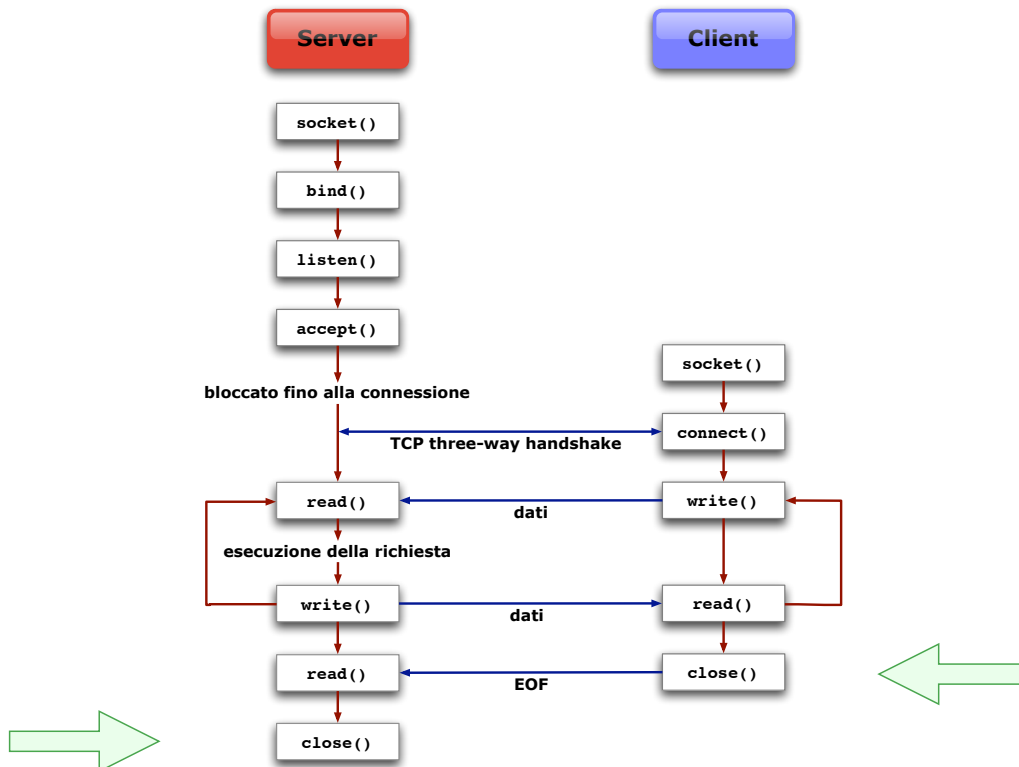 Server
Client
socket()
bind()
listen()
accept()
socket()
bloccato fino alla connessione
connect()
TCP three-way handshake
read()
write()
dati
esecuzione della richiesta
write()
read()
dati
read()
close()
EOF
close()